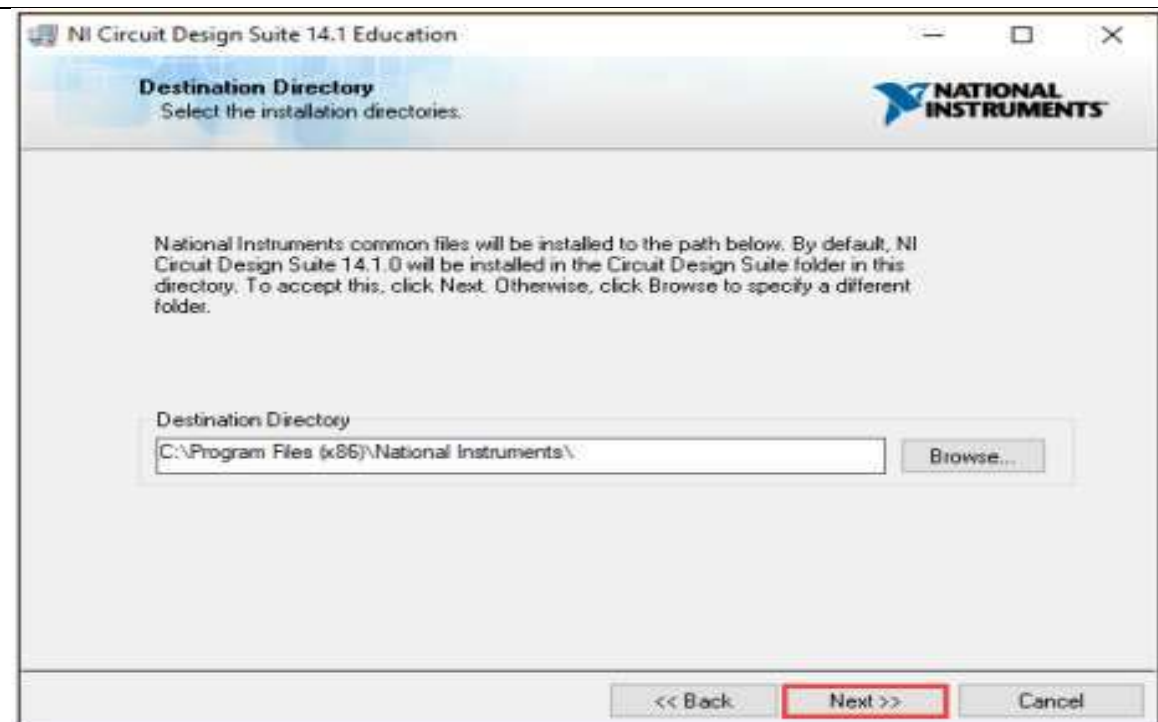 NI Circuit Design Suite 14.1 Education
Destination Directory
Select the installation directories.
NATIONAL
INSTRUMENTS
National Instruments common files will be installed to the path below. By default, NI
Circuit Design Suite 14.1.0 will be installed in the Circuit Design Suite folder in this
directory. To accept this, click Next. Otherwise, click Browse to specify a different
folder.
Destination Directory
C:\Program Files (x86)\National Instruments\
Browse...
<< Back
Next >>
Cancel